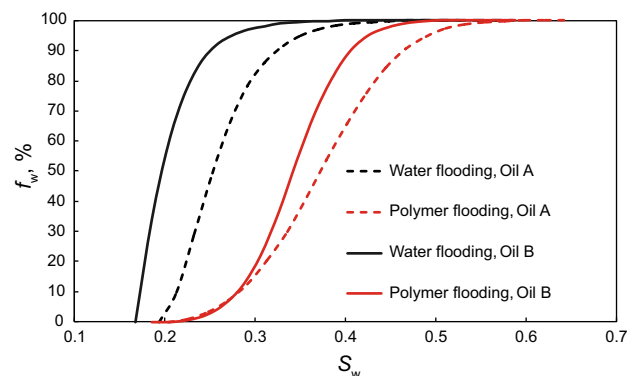 100
90
80
70
60
50
40
30
20
10
0
f_w, %
Water flooding, Oil A
Polymer flooding, Oil A
Water flooding, Oil B
Polymer flooding, Oil B
0.1 0.2 0.3 0.4 0.5 0.6 0.7
S_w